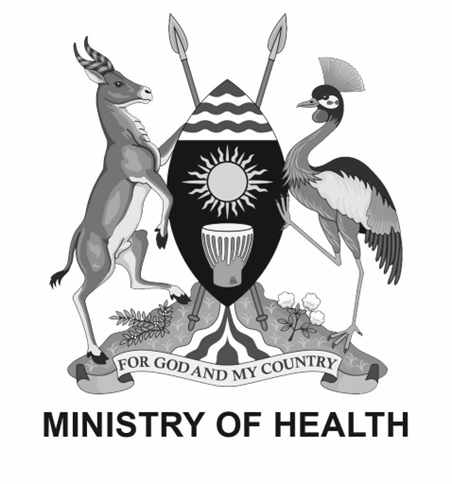 FOR GOD AND MY COUNTRY
MINISTRY OF HEALTH